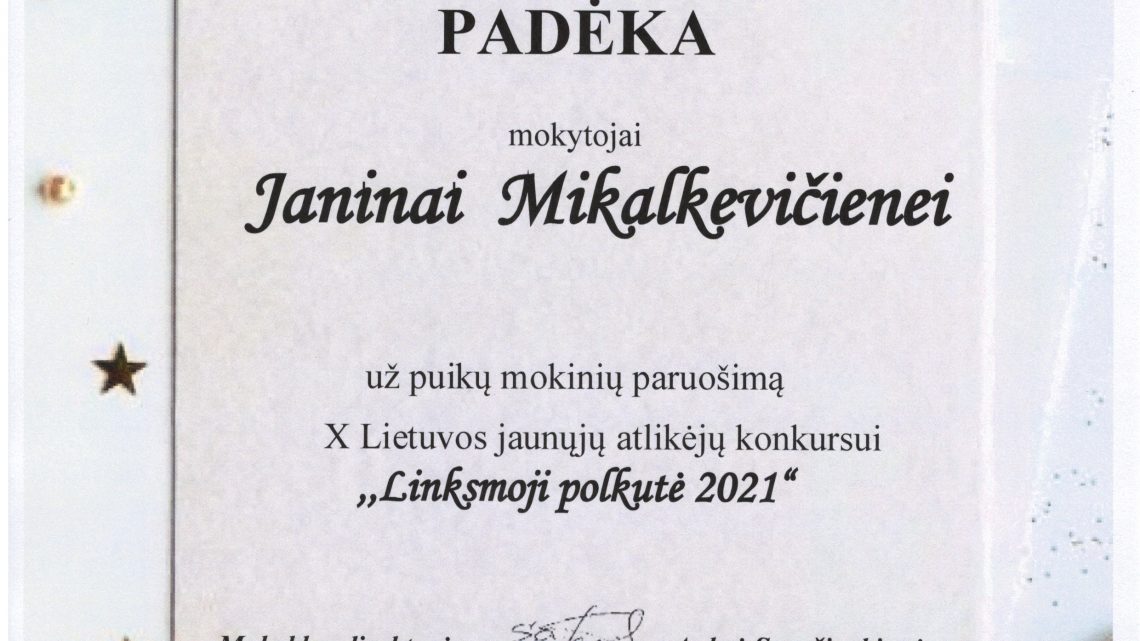 PADĖKA
mokytojai
Janinai Mikalkevičienei
už puikų mokinių paruošimą
X Lietuvos jaunųjų atlikėjų konkursui
,,Linksmoji polkutė 2021“